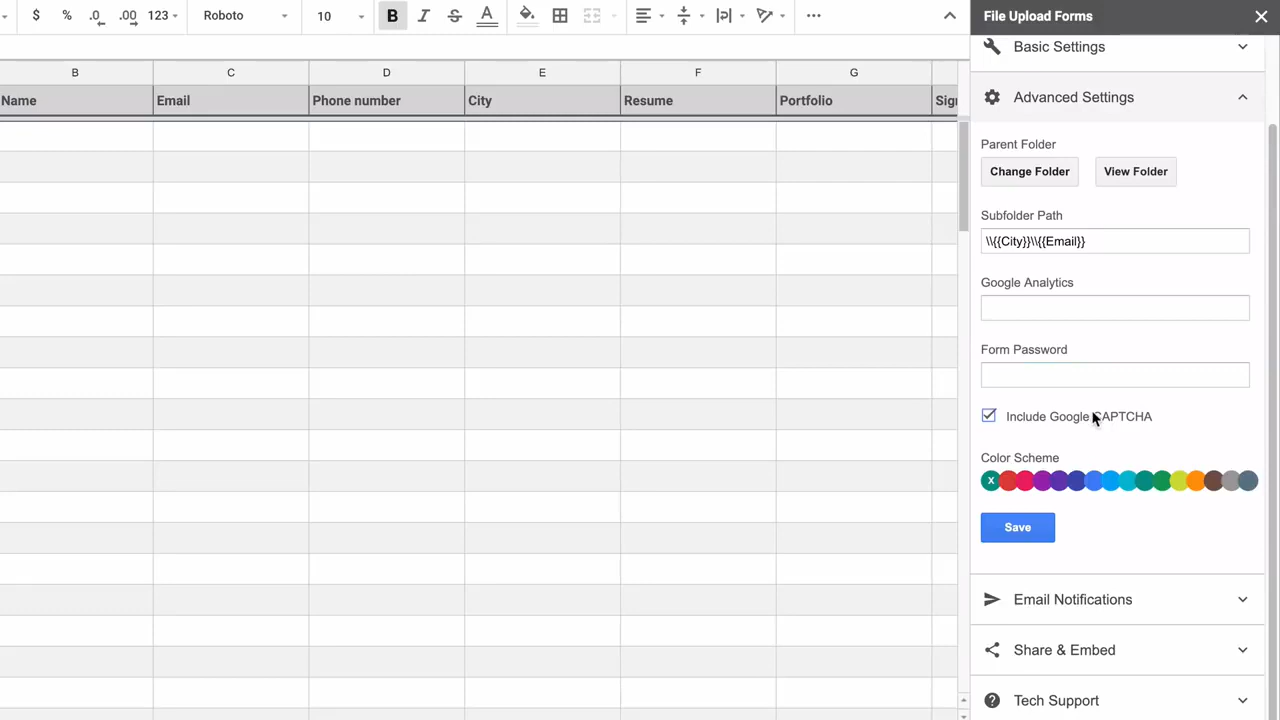 $ % .0 .00 123 Roboto 10 B I S A
File Upload Forms
Basic Settings
B C D E F G
Name Email Phone number City Resume Portfolio Sig
Advanced Settings
Parent Folder
Change Folder View Folder
Subfolder Path
\\{{City}}\\{{Email}}
Google Analytics
Form Password
Include Google CAPTCHA
Color Scheme
X
Save
Email Notifications
Share & Embed
Tech Support